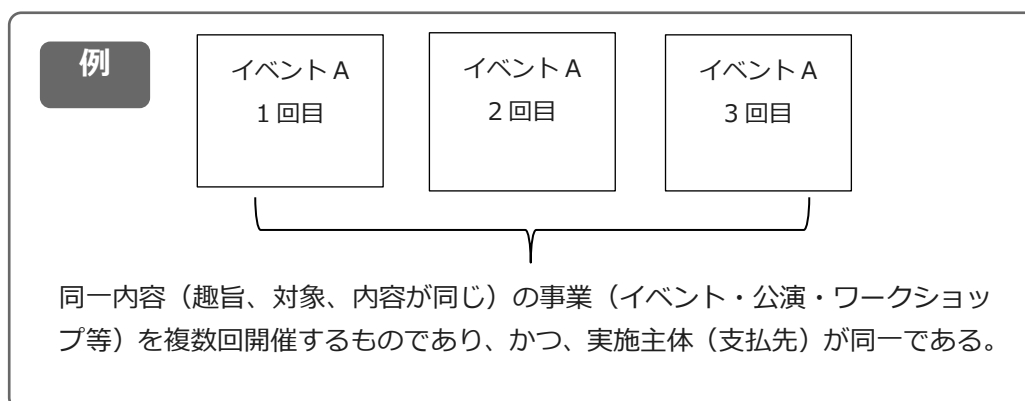 例
イベントA
1回目
イベントA
2回目
イベントA
3回目
同一内容（趣旨、対象、内容が同じ）の事業（イベント・公演・ワークショッ
プ等）を複数回開催するものであり、かつ、実施主体（支払先）が同一である。